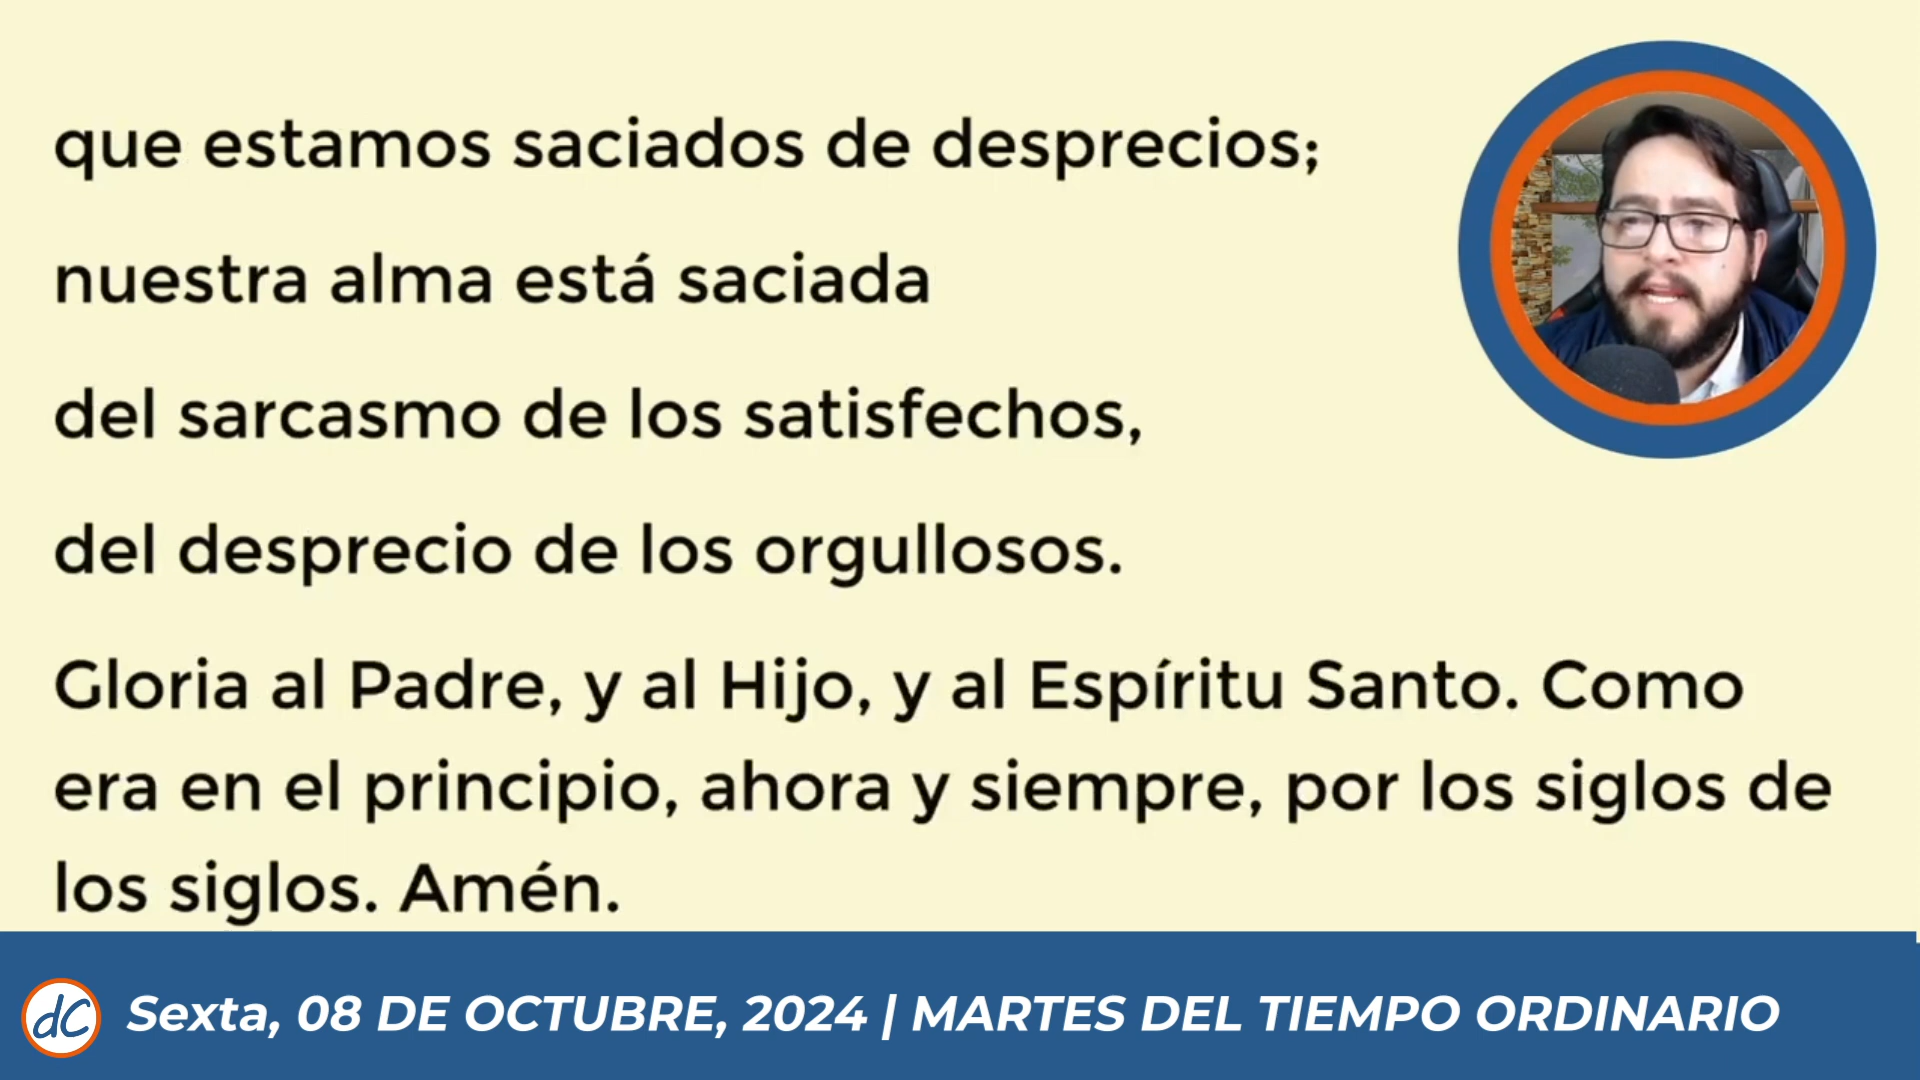 que estamos saciados de desprecios;
nuestra alma está saciada
del sarcasmo de los satisfechos,
del desprecio de los orgullosos.
Gloria al Padre, y al Hijo, y al Espíritu Santo. Como
era en el principio, ahora y siempre, por los siglos de
los siglos. Amén.
dC Sexta, 08 DE OCTUBRE, 2024 | MARTES DEL TIEMPO ORDINARIO